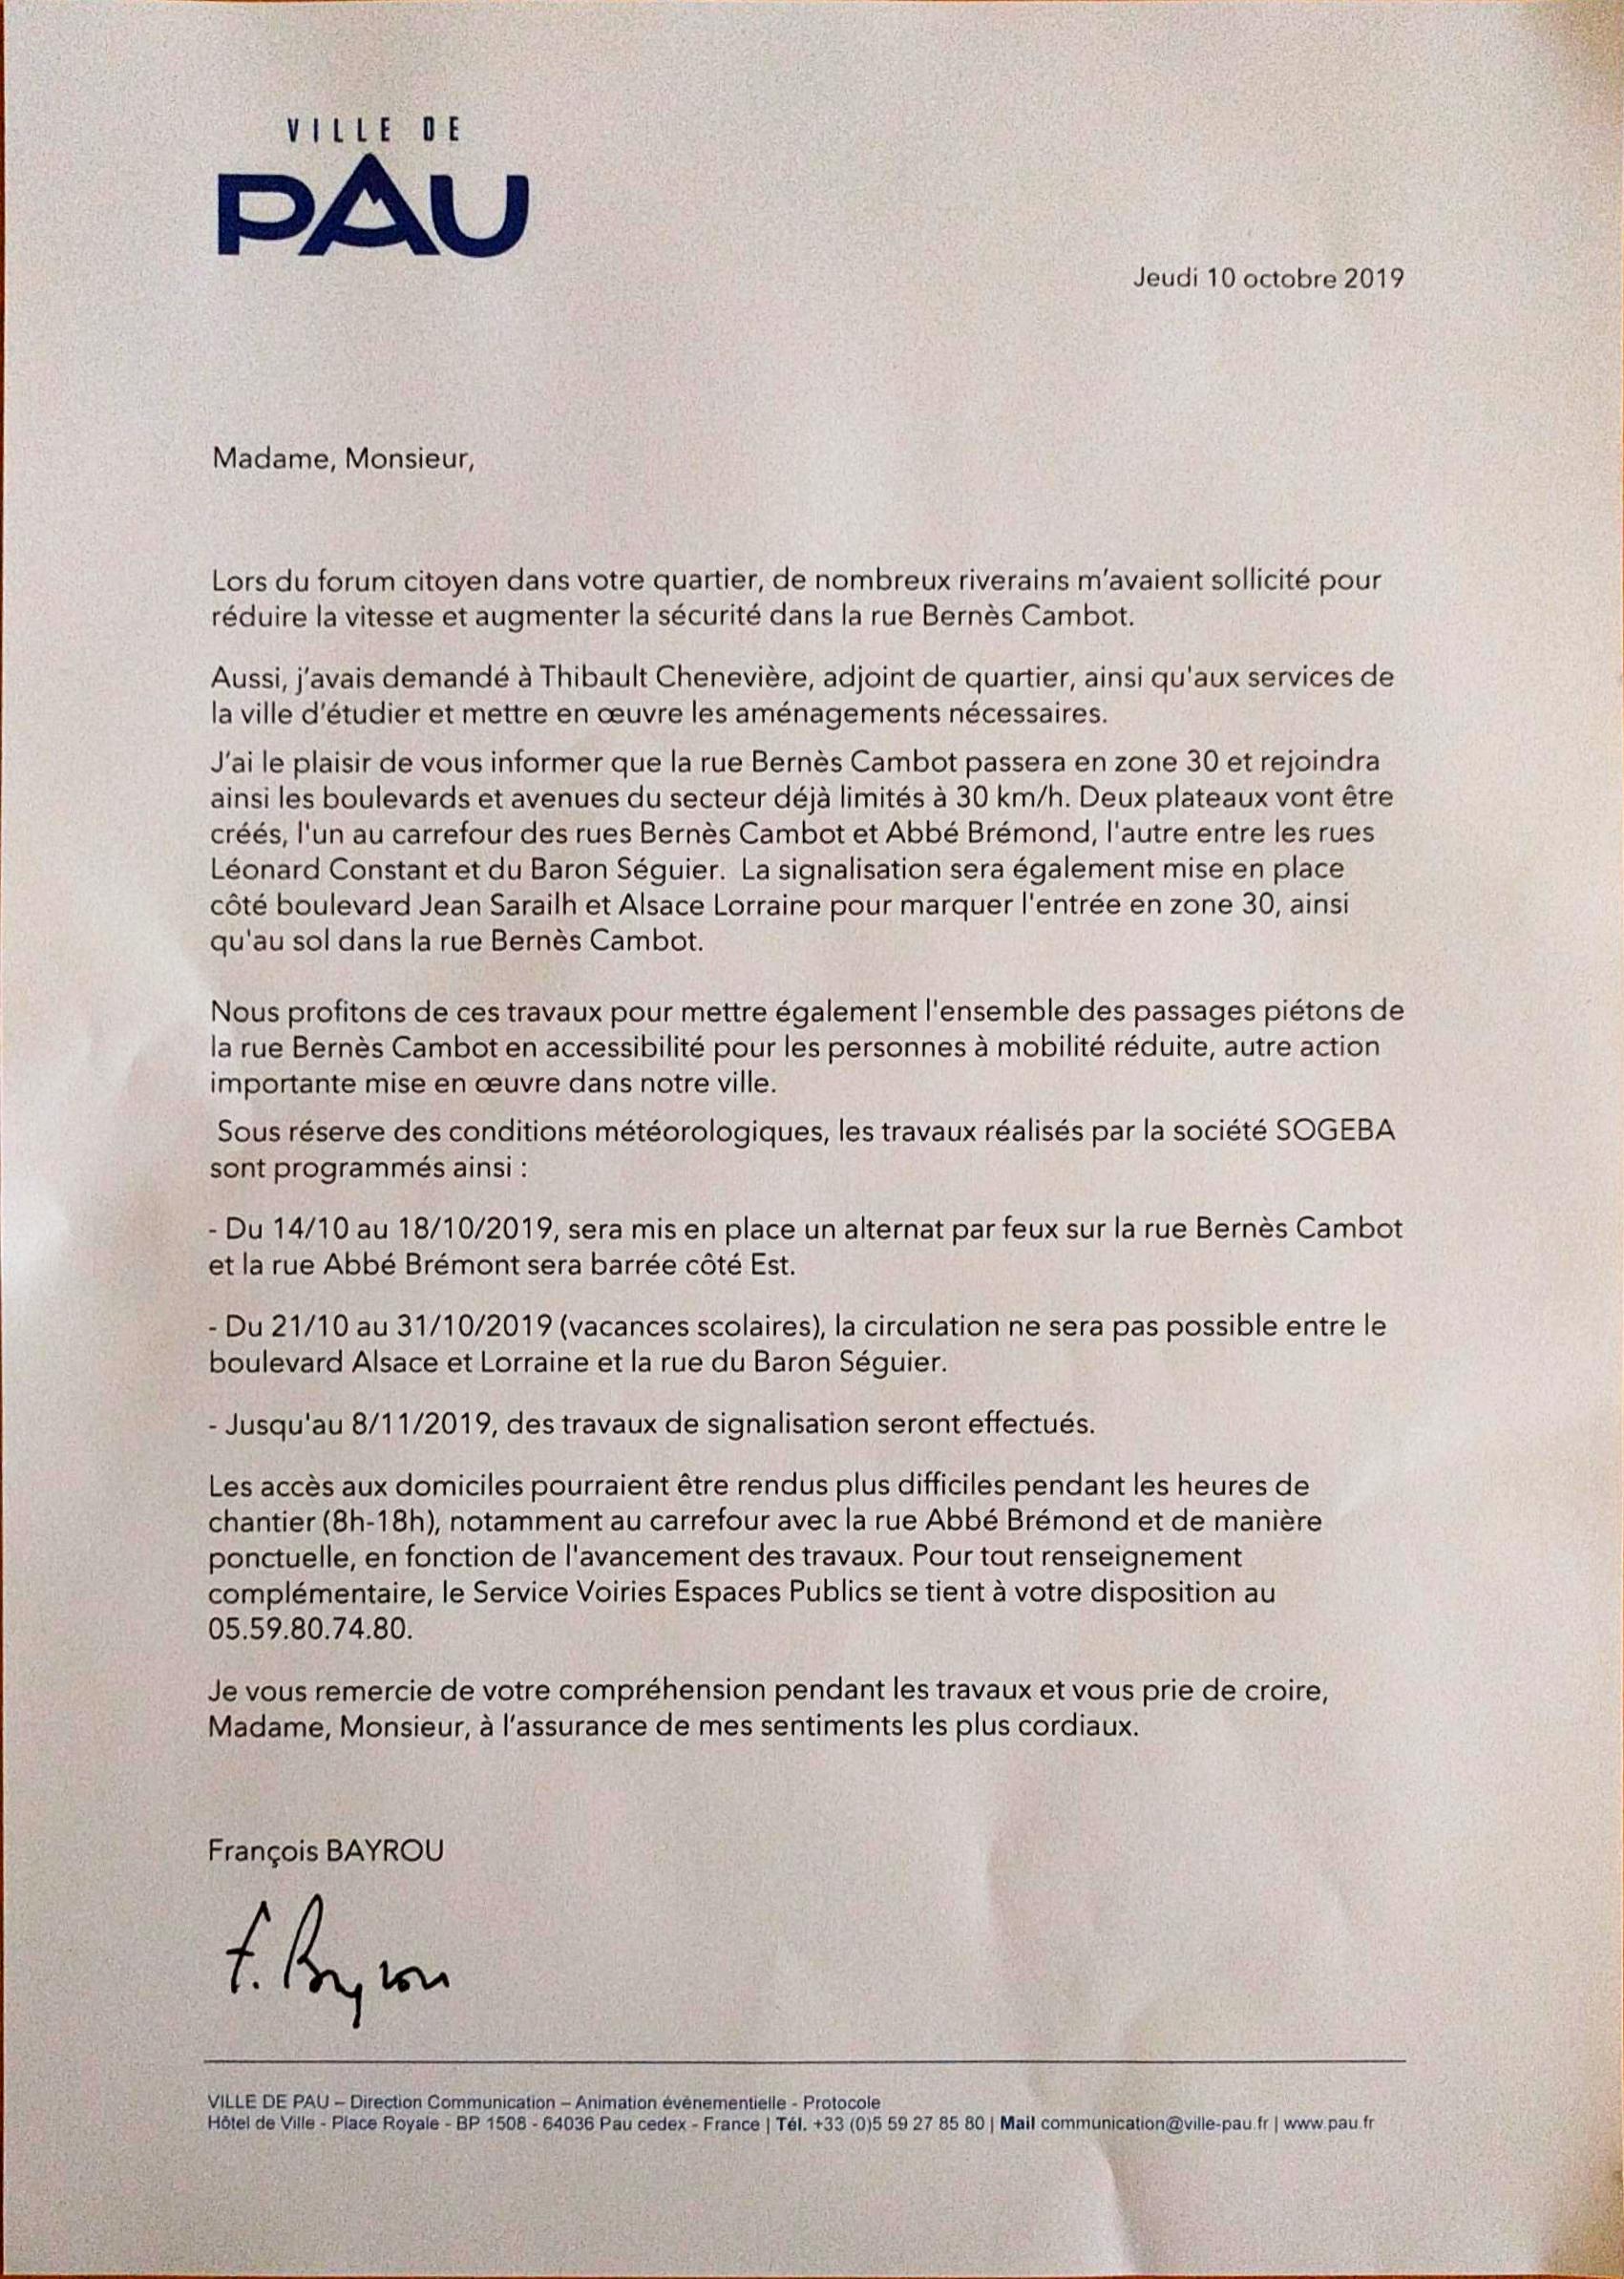 VILLE DE
PAU
Jeudi 10 octobre 2019
Madame, Monsieur,
Lors du forum citoyen dans votre quartier, de nombreux riverains m'avaient sollicité pour
réduire la vitesse et augmenter la sécurité dans la rue Bernès Cambot.
Aussi, j'avais demandé à Thibault Chenevière, adjoint de quartier, ainsi qu'aux services de
la ville d'étudier et mettre en œuvre les aménagements nécessaires.
J'ai le plaisir de vous informer que la rue Bernès Cambot passera en zone 30 et rejoindra
ainsi les boulevards et avenues du secteur déjà limités à 30 km/h. Deux plateaux vont être
créés, l'un au carrefour des rues Bernès Cambot et Abbé Brémond, l'autre entre les rues
Léonard Constant et du Baron Séguier. La signalisation sera également mise en place
côté boulevard Jean Sarailh et Alsace Lorraine pour marquer l'entrée en zone 30, ainsi
qu'au sol dans la rue Bernès Cambot.
Nous profitons de ces travaux pour mettre également l'ensemble des passages piétons de
la rue Bernès Cambot en accessibilité pour les personnes à mobilité réduite, autre action
importante mise en œuvre dans notre ville.
Sous réserve des conditions météorologiques, les travaux réalisés par la société SOGEBA
sont programmés ainsi :
- Du 14/10 au 18/10/2019, sera mis en place un alternat par feux sur la rue Bernès Cambot
et la rue Abbé Brémont sera barrée côté Est.
- Du 21/10 au 31/10/2019 (vacances scolaires), la circulation ne sera pas possible entre le
boulevard Alsace et Lorraine et la rue du Baron Séguier.
- Jusqu'au 8/11/2019, des travaux de signalisation seront effectués.
Les accès aux domiciles pourraient être rendus plus difficiles pendant les heures de
chantier (8h-18h), notamment au carrefour avec la rue Abbé Brémond et de manière
ponctuelle, en fonction de l'avancement des travaux. Pour tout renseignement
complémentaire, le Service Voiries Espaces Publics se tient à votre disposition au
05.59.80.74.80.
Je vous remercie de votre compréhension pendant les travaux et vous prie de croire,
Madame, Monsieur, à l'assurance de mes sentiments les plus cordiaux.
François BAYROU
F. Bayrou
VILLE DE PAU – Direction Communication – Animation évènementielle - Protocole
Hôtel de Ville - Place Royale - BP 1508 - 64036 Pau cedex - France | Tél. +33 (0)5 59 27 85 80 | Mail communication@ville-pau.fr | www.pau.fr